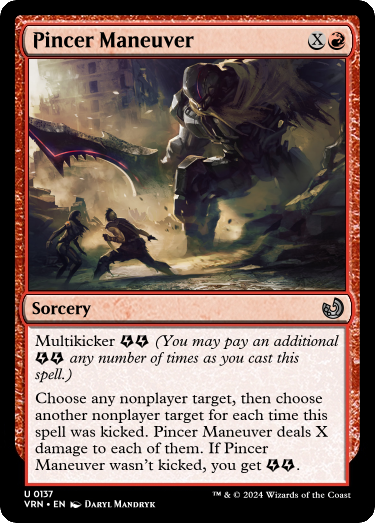 Pincer Maneuver X
Sorcery
Multikicker (You may pay an additional
any number of times as you cast this
spell.)
Choose any nonplayer target, then choose
another nonplayer target for each time this
spell was kicked. Pincer Maneuver deals X
damage to each of them. If Pincer
Maneuver wasn't kicked, you get .
U 0137
VRN • EN Daryl Mandryk
™ & © 2024 Wizards of the Coast